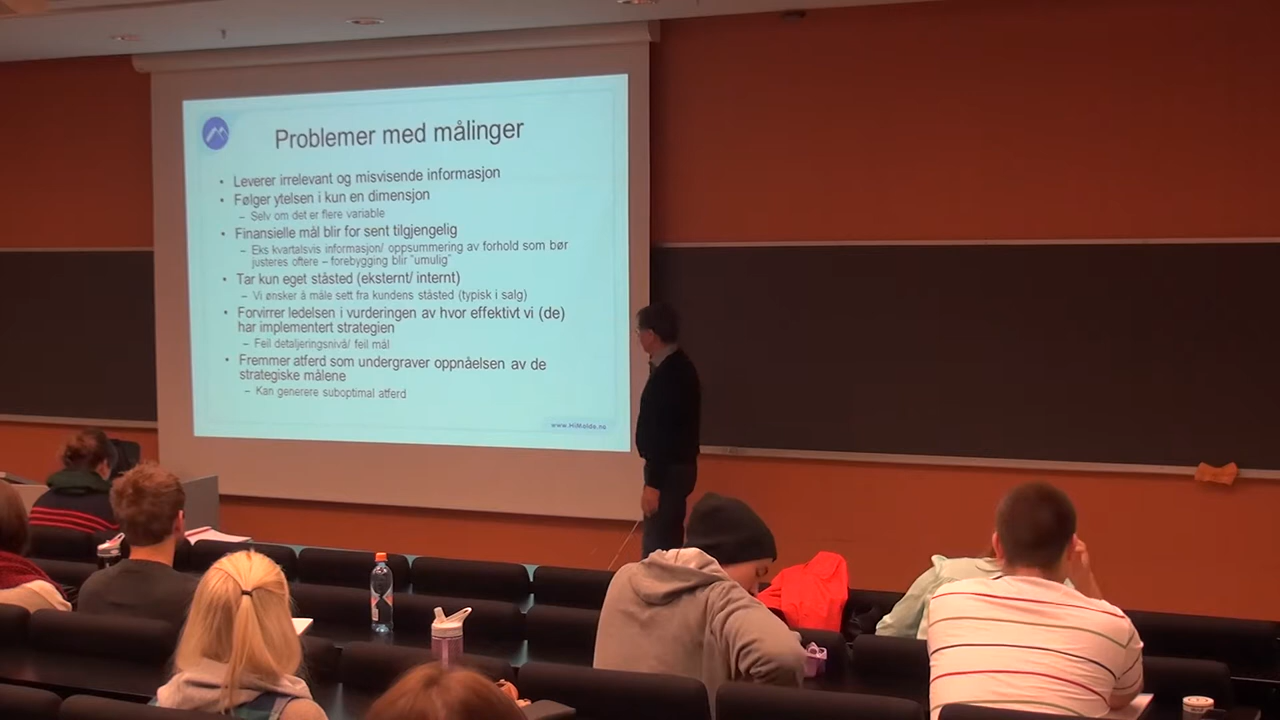 Problemer med målinger
• Leverer irrelevant og misvisende informasjon
• Følger ytelsen i kun en dimensjon
– Selv om det er flere variable
• Finansielle mål blir for sent tilgjengelig
– Eks kvartalsvis informasjon/ oppsummering av forhold som bør
justeres oftere – forebygging blir "umulig"
• Tar kun eget ståsted (eksternt/ internt)
– Vi ønsker å måle sett fra kundens ståsted (typisk i salg)
• Forvirrer ledelsen i vurderingen av hvor effektivt vi (de)
har implementert strategien
– Feil detaljeringsnivå/ feil mål
• Fremmer atferd som undergraver oppnåelsen av de
strategiske målene
– Kan generere suboptimal atferd
www.HiMolde.no